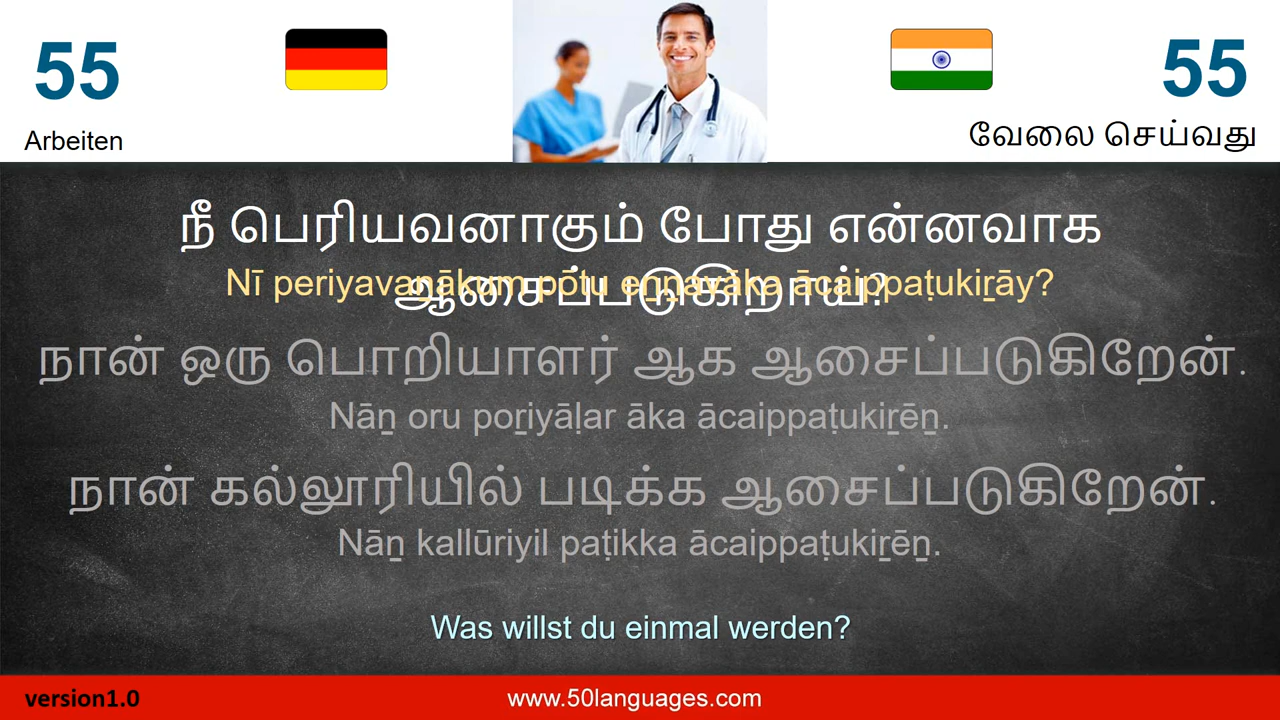 55
55
Arbeiten
வேலை செய்வது
நீ பெரியவனாகும் போது என்னவாக
ஆசைப்படுகிறாய்?
Nī periyavaṉākum pōtu eṉṉavāka ācaippaṭukiṟāy?
நான் ஒரு பொறியாளர் ஆக ஆசைப்படுகிறேன்.
Nāṉ oru poṟiyāḷar āka ācaippaṭukiṟēṉ.
நான் கல்லூரியில் படிக்க ஆசைப்படுகிறேன்.
Nāṉ kallūriyil paṭikka ācaippaṭukiṟēṉ.
Was willst du einmal werden?
version1.0
www.50languages.com